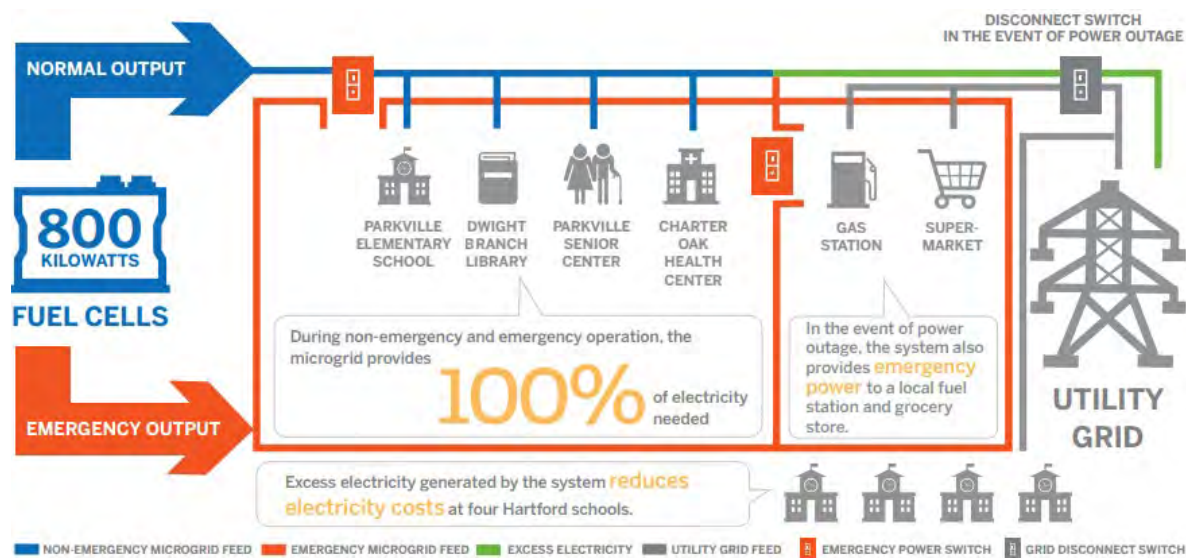 DISCONNECT SWITCH
IN THE EVENT OF POWER OUTAGE
NORMAL OUTPUT
800
KILOWATTS
FUEL CELLS
EMERGENCY OUTPUT
PARKVILLE
ELEMENTARY
SCHOOL
DWIGHT
BRANCH
LIBRARY
PARKVILLE
SENIOR
CENTER
CHARTER
OAK
HEALTH
CENTER
GAS
STATION
SUPER-
MARKET
During non-emergency and emergency operation, the
microgrid provides
100%
of electricity
needed
In the event of power
outage, the system also
provides emergency
power to a local fuel
station and grocery
store.
UTILITY
GRID
Excess electricity generated by the system reduces
electricity costs at four Hartford schools.
NON-EMERGENCY MICROGRID FEED
EMERGENCY MICROGRID FEED
EXCESS ELECTRICITY
UTILITY GRID FEED
EMERGENCY POWER SWITCH
GRID DISCONNECT SWITCH